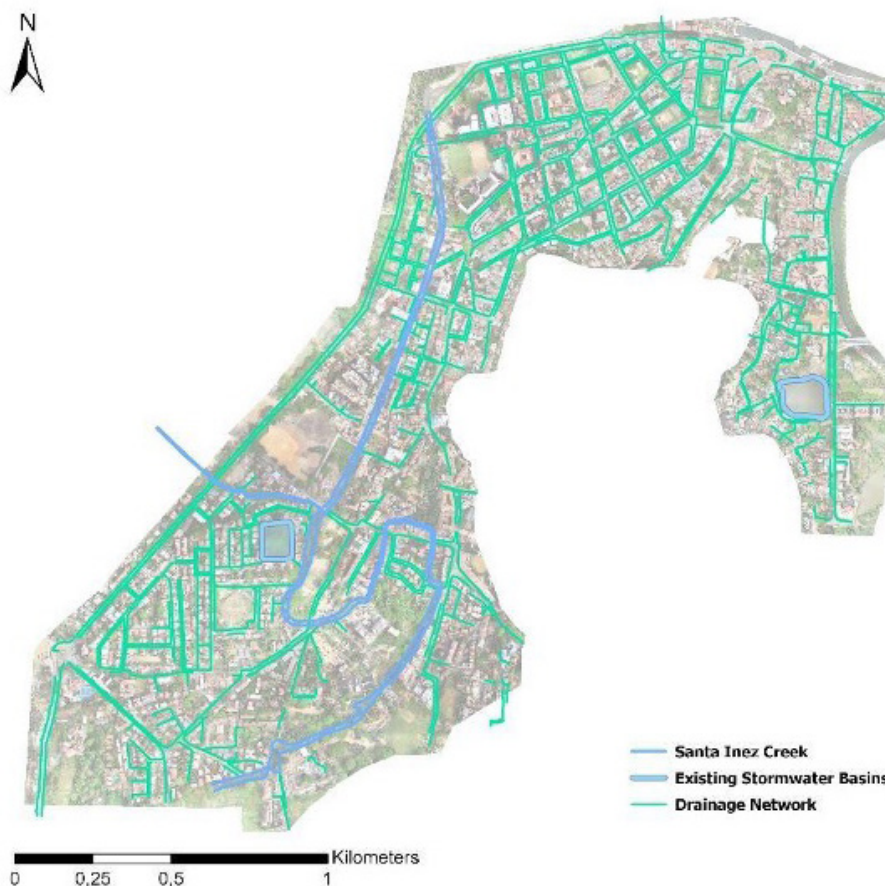 N
Santa Inez Creek
Existing Stormwater Basins
Drainage Network
Kilometers
0 0,25 0,5 1